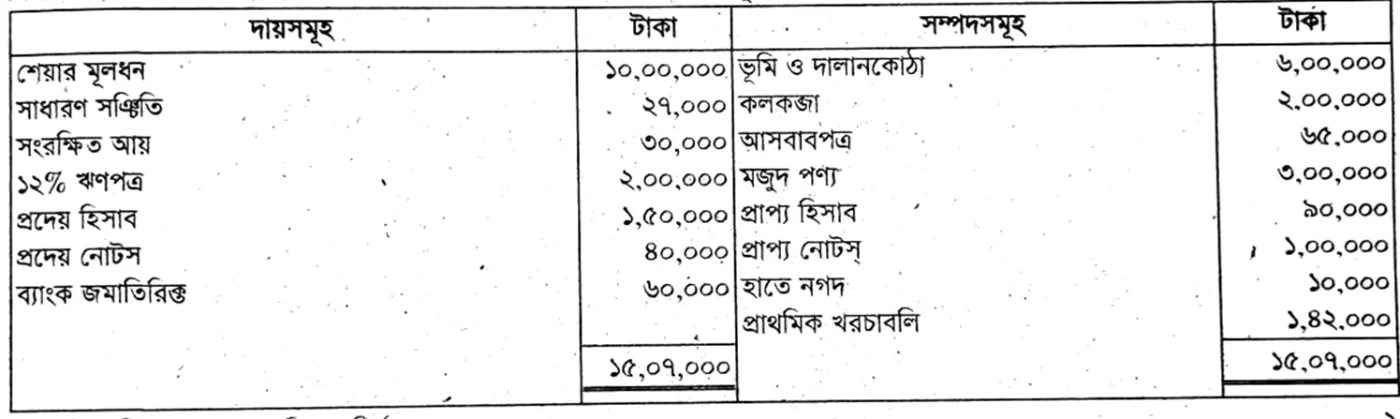 দায়সমূহ টাকা সম্পদসমূহ টাকা
শেয়ার মূলধন ১০,০০,০০০ ভূমি ও দালানকোঠা ৬,০০,০০০
সাধারণ সঞ্চিতি ২৭,০০০ কলকজা ২,০০,০০০
সংরক্ষিত আয় ৩০,০০০ আসবাবপত্র ৬৫,০০০
১২% ঋণপত্র ২,০০,০০০ মজুদ পণ্য ৩,০০,০০০
প্রদেয় হিসাব ১,৫০,০০০ প্রাপ্য হিসাব ৯০,০০০
প্রদেয় নোটস ৪০,০০০ প্রাপ্য নোটস্ ১,০০,০০০
ব্যাংক জমাতিরিক্ত ৬০,০০০ হাতে নগদ ১০,০০০
প্রাথমিক খরচাবলি ১,৪২,০০০
১৫,০৭,০০০ ১৫,০৭,০০০